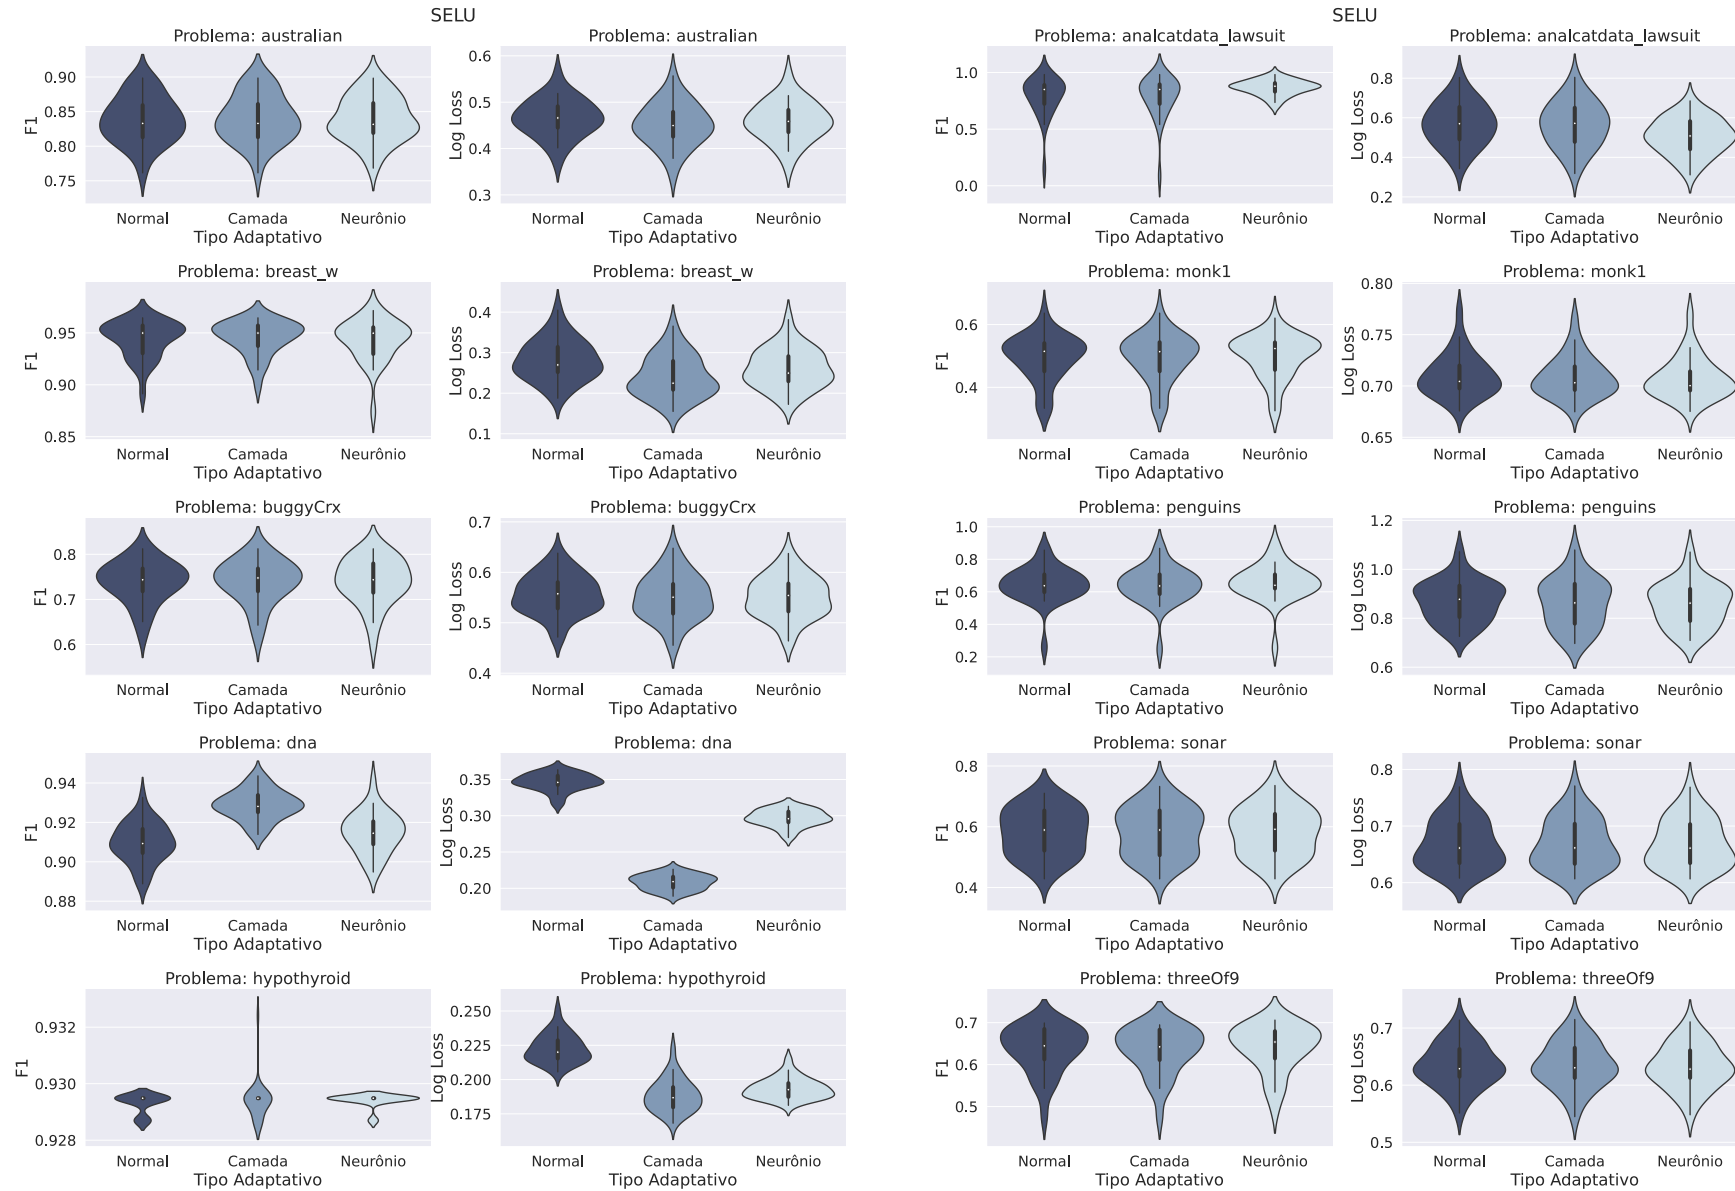 SELU
Problema: australian
F1
0.90
0.85
0.80
0.75
Normal Camada Neurônio
Tipo Adaptativo
Problema: australian
Log Loss
0.6
0.5
0.4
0.3
Normal Camada Neurônio
Tipo Adaptativo
Problema: breast_w
F1
0.95
0.90
0.85
Normal Camada Neurônio
Tipo Adaptativo
Problema: breast_w
Log Loss
0.4
0.3
0.2
0.1
Normal Camada Neurônio
Tipo Adaptativo
Problema: buggyCrx
F1
0.8
0.7
0.6
Normal Camada Neurônio
Tipo Adaptativo
Problema: buggyCrx
Log Loss
0.7
0.6
0.5
0.4
Normal Camada Neurônio
Tipo Adaptativo
Problema: dna
F1
0.94
0.92
0.90
0.88
Normal Camada Neurônio
Tipo Adaptativo
Problema: dna
Log Loss
0.35
0.30
0.25
0.20
Normal Camada Neurônio
Tipo Adaptativo
Problema: hypothyroid
F1
0.932
0.930
0.928
Normal Camada Neurônio
Tipo Adaptativo
Problema: hypothyroid
Log Loss
0.250
0.225
0.200
0.175
Normal Camada Neurônio
Tipo Adaptativo
SELU
Problema: analcatdata_lawsuit
F1
1.0
0.5
0.0
Normal Camada Neurônio
Tipo Adaptativo
Problema: analcatdata_lawsuit
Log Loss
0.8
0.6
0.4
0.2
Normal Camada Neurônio
Tipo Adaptativo
Problema: monk1
F1
0.6
0.4
Normal Camada Neurônio
Tipo Adaptativo
Problema: monk1
Log Loss
0.80
0.75
0.70
0.65
Normal Camada Neurônio
Tipo Adaptativo
Problema: penguins
F1
1.0
0.8
0.6
0.4
0.2
Normal Camada Neurônio
Tipo Adaptativo
Problema: penguins
Log Loss
1.2
1.0
0.8
0.6
Normal Camada Neurônio
Tipo Adaptativo
Problema: sonar
F1
0.8
0.6
0.4
Normal Camada Neurônio
Tipo Adaptativo
Problema: sonar
Log Loss
0.8
0.7
0.6
Normal Camada Neurônio
Tipo Adaptativo
Problema: threeOf9
F1
0.7
0.6
0.5
Normal Camada Neurônio
Tipo Adaptativo
Problema: threeOf9
Log Loss
0.7
0.6
0.5
Normal Camada Neurônio
Tipo Adaptativo